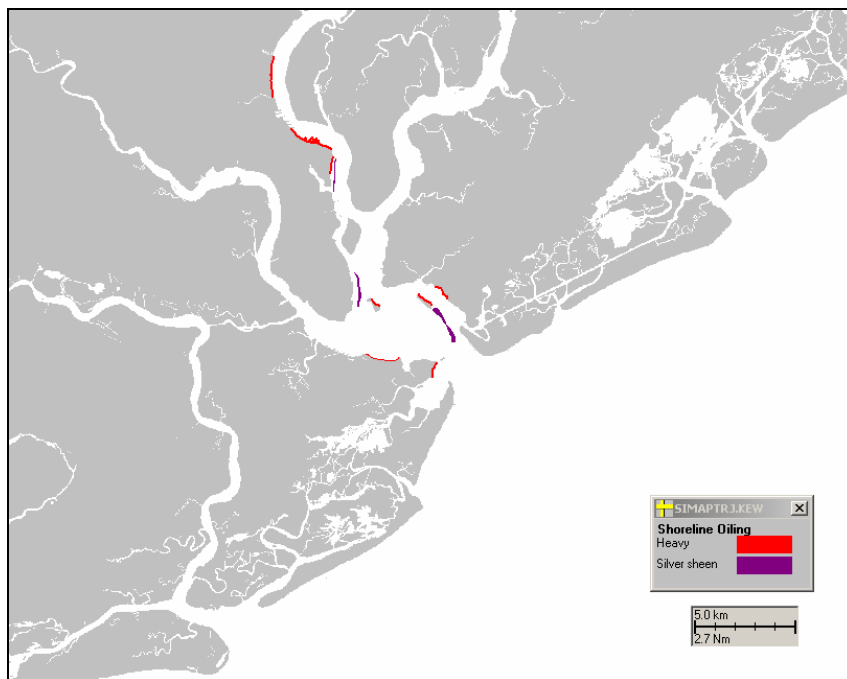 SIMAPTRJ.KEW
Shoreline Oiling
Heavy
Silver sheen
5.0 km
2.7 Nm